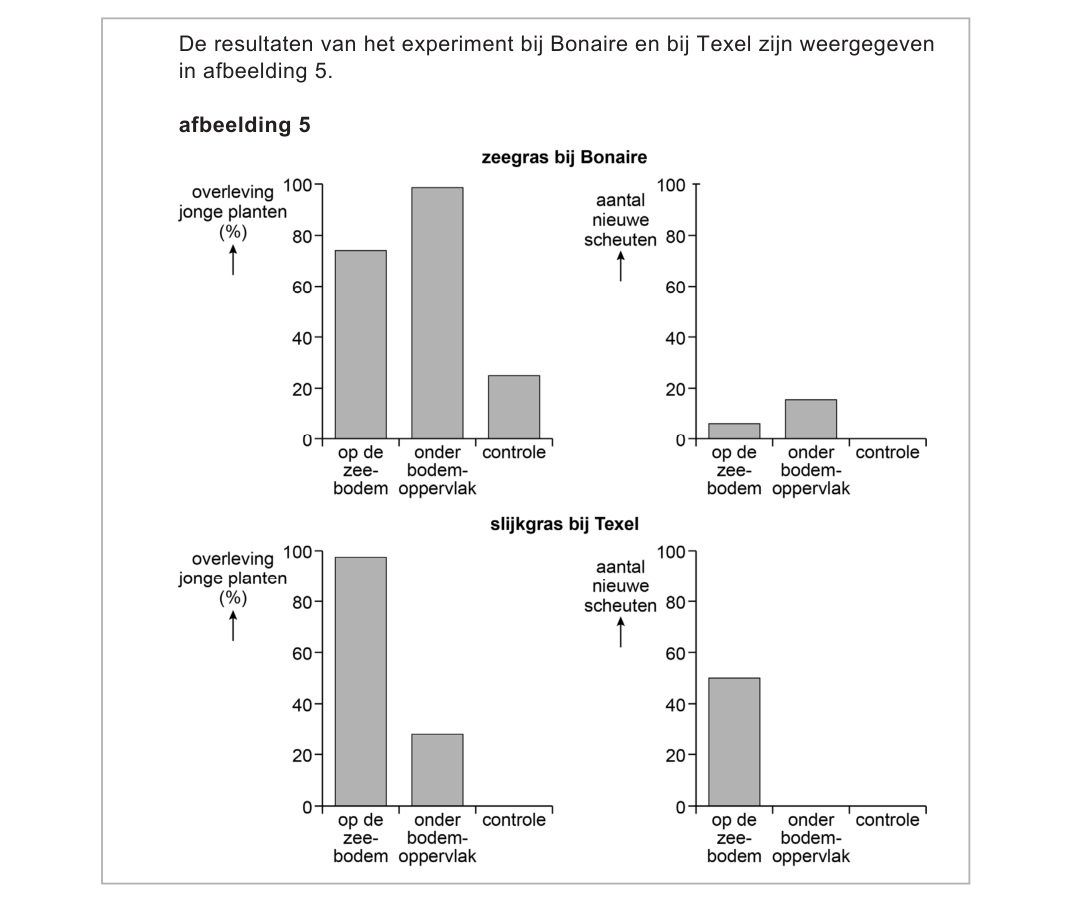 De resultaten van het experiment bij Bonaire en bij Texel zijn weergegeven
in afbeelding 5.
afbeelding 5
zeegras bij Bonaire
overleving
jonge planten
(%)
100
80
60
40
20
0
op de
zee-
bodem
onder
bodem-
oppervlak
controle
aantal
nieuwe
scheuten
100
80
60
40
20
0
op de
zee-
bodem
onder
bodem-
oppervlak
controle
slijkgras bij Texel
overleving
jonge planten
(%)
100
80
60
40
20
0
op de
zee-
bodem
onder
bodem-
oppervlak
controle
aantal
nieuwe
scheuten
100
80
60
40
20
0
op de
zee-
bodem
onder
bodem-
oppervlak
controle